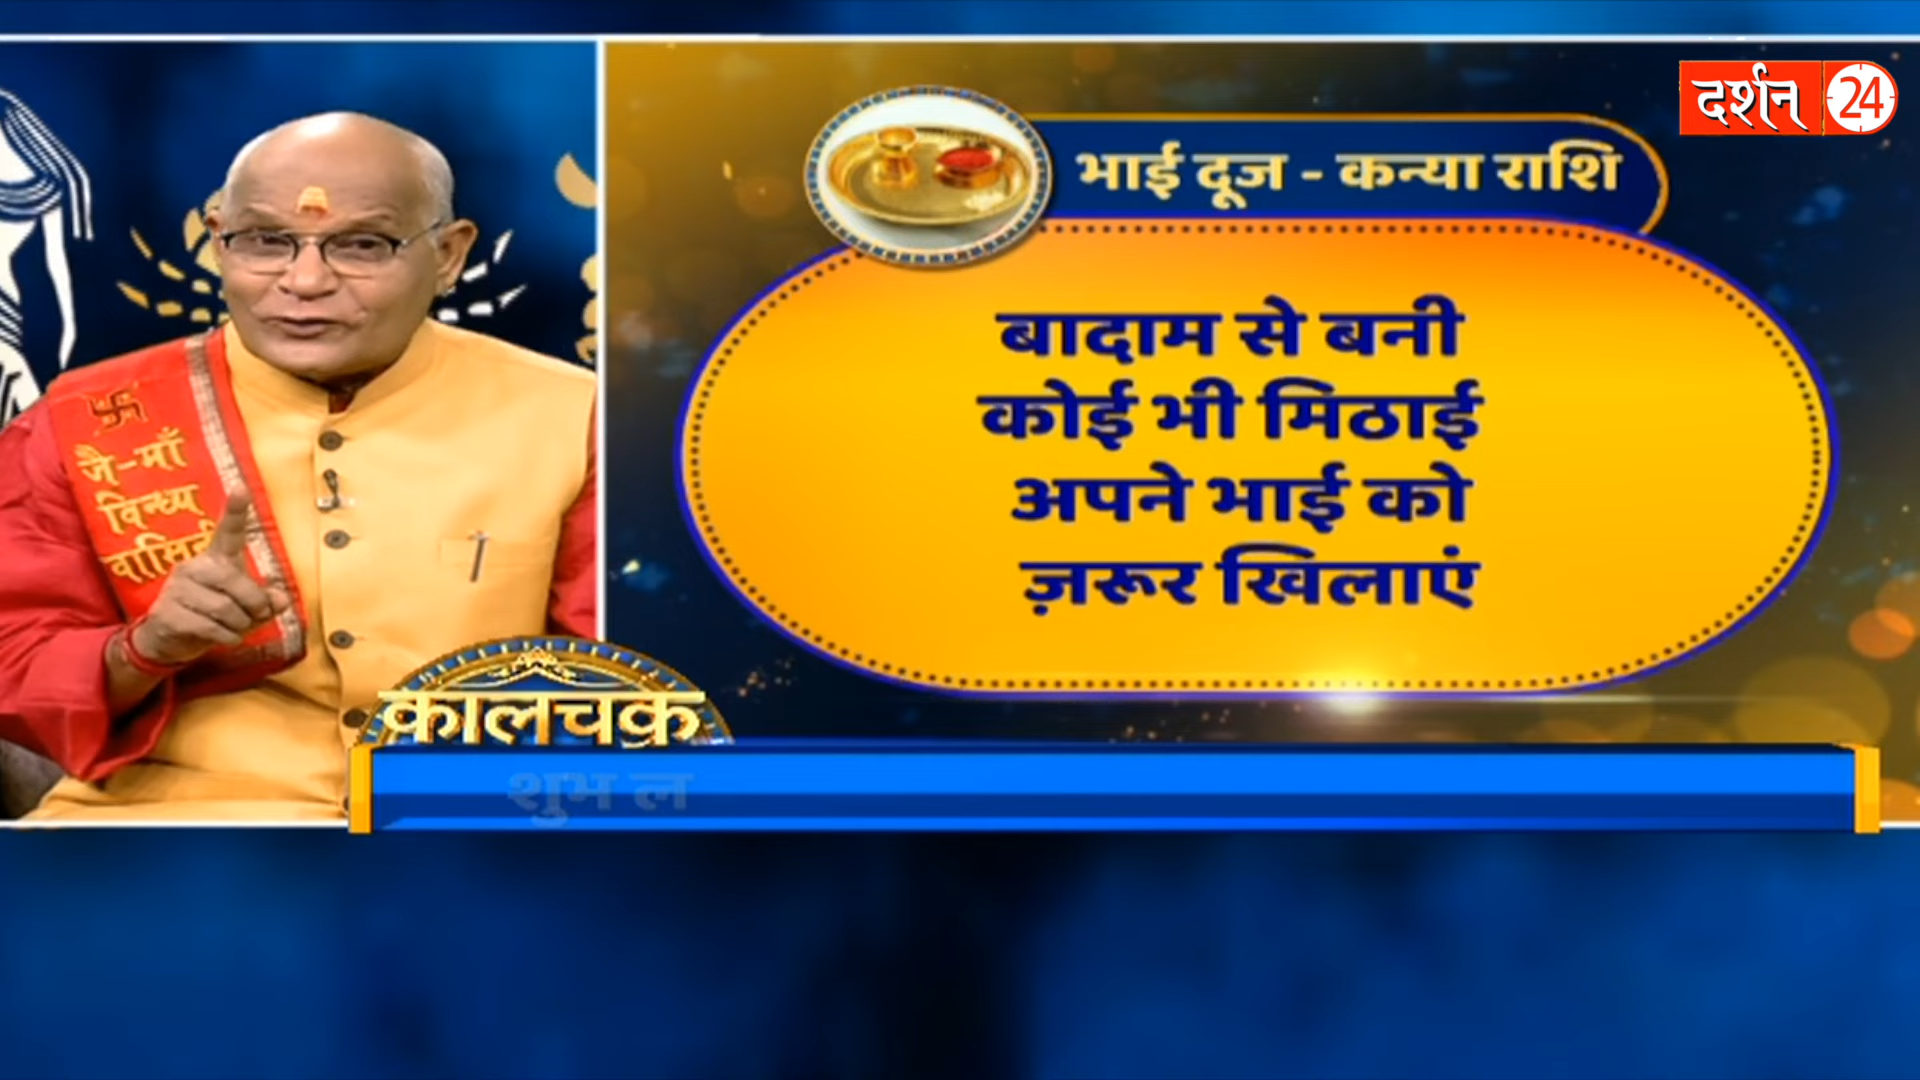 दर्शन 24
भाई दूज - कन्या राशि
बादाम से बनी
कोई भी मिठाई
अपने भाई को
ज़रूर खिलाएं
जै-माँ
विन्ध्य
कालचक्र
शुभ ल